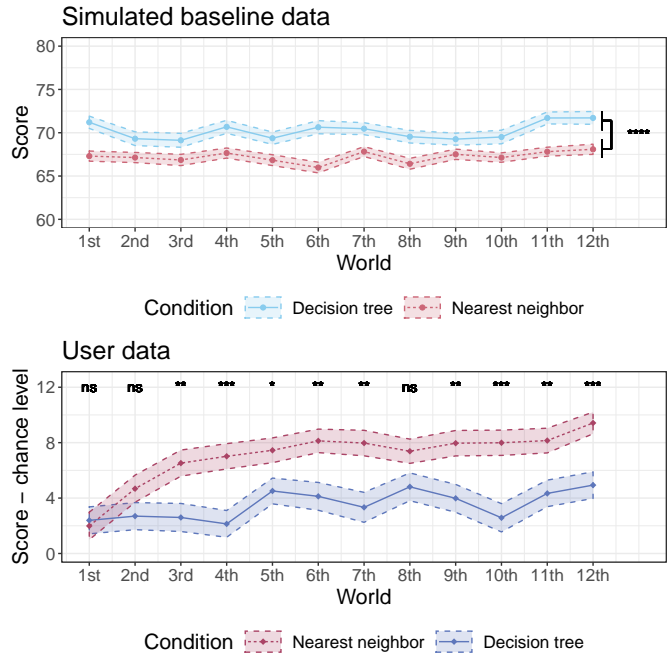 Simulated baseline data
80
75
70
65
60
Score
****
1st 2nd 3rd 4th 5th 6th 7th 8th 9th 10th 11th 12th
World
Condition Decision tree Nearest neighbor
User data
12
8
4
0
Score − chance level
ns ns ** *** * ** ** ns ** *** ** ***
1st 2nd 3rd 4th 5th 6th 7th 8th 9th 10th 11th 12th
World
Condition Nearest neighbor Decision tree